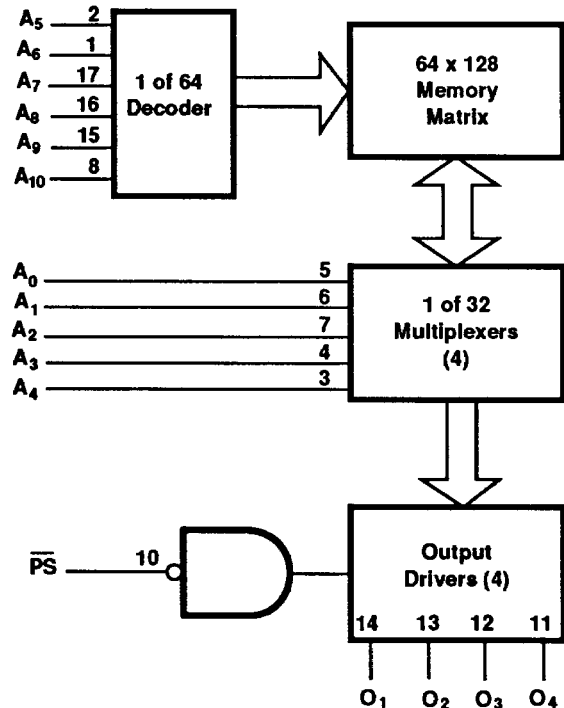 A5 2
A6 1
A7 17
A8 16
A9 15
A10 8
1 of 64
Decoder
64 x 128
Memory
Matrix
A0 5
A1 6
A2 7
A3 4
A4 3
1 of 32
Multiplexers
(4)
P̅S̅ 10
Output
Drivers (4)
14 13 12 11
O1 O2 O3 O4